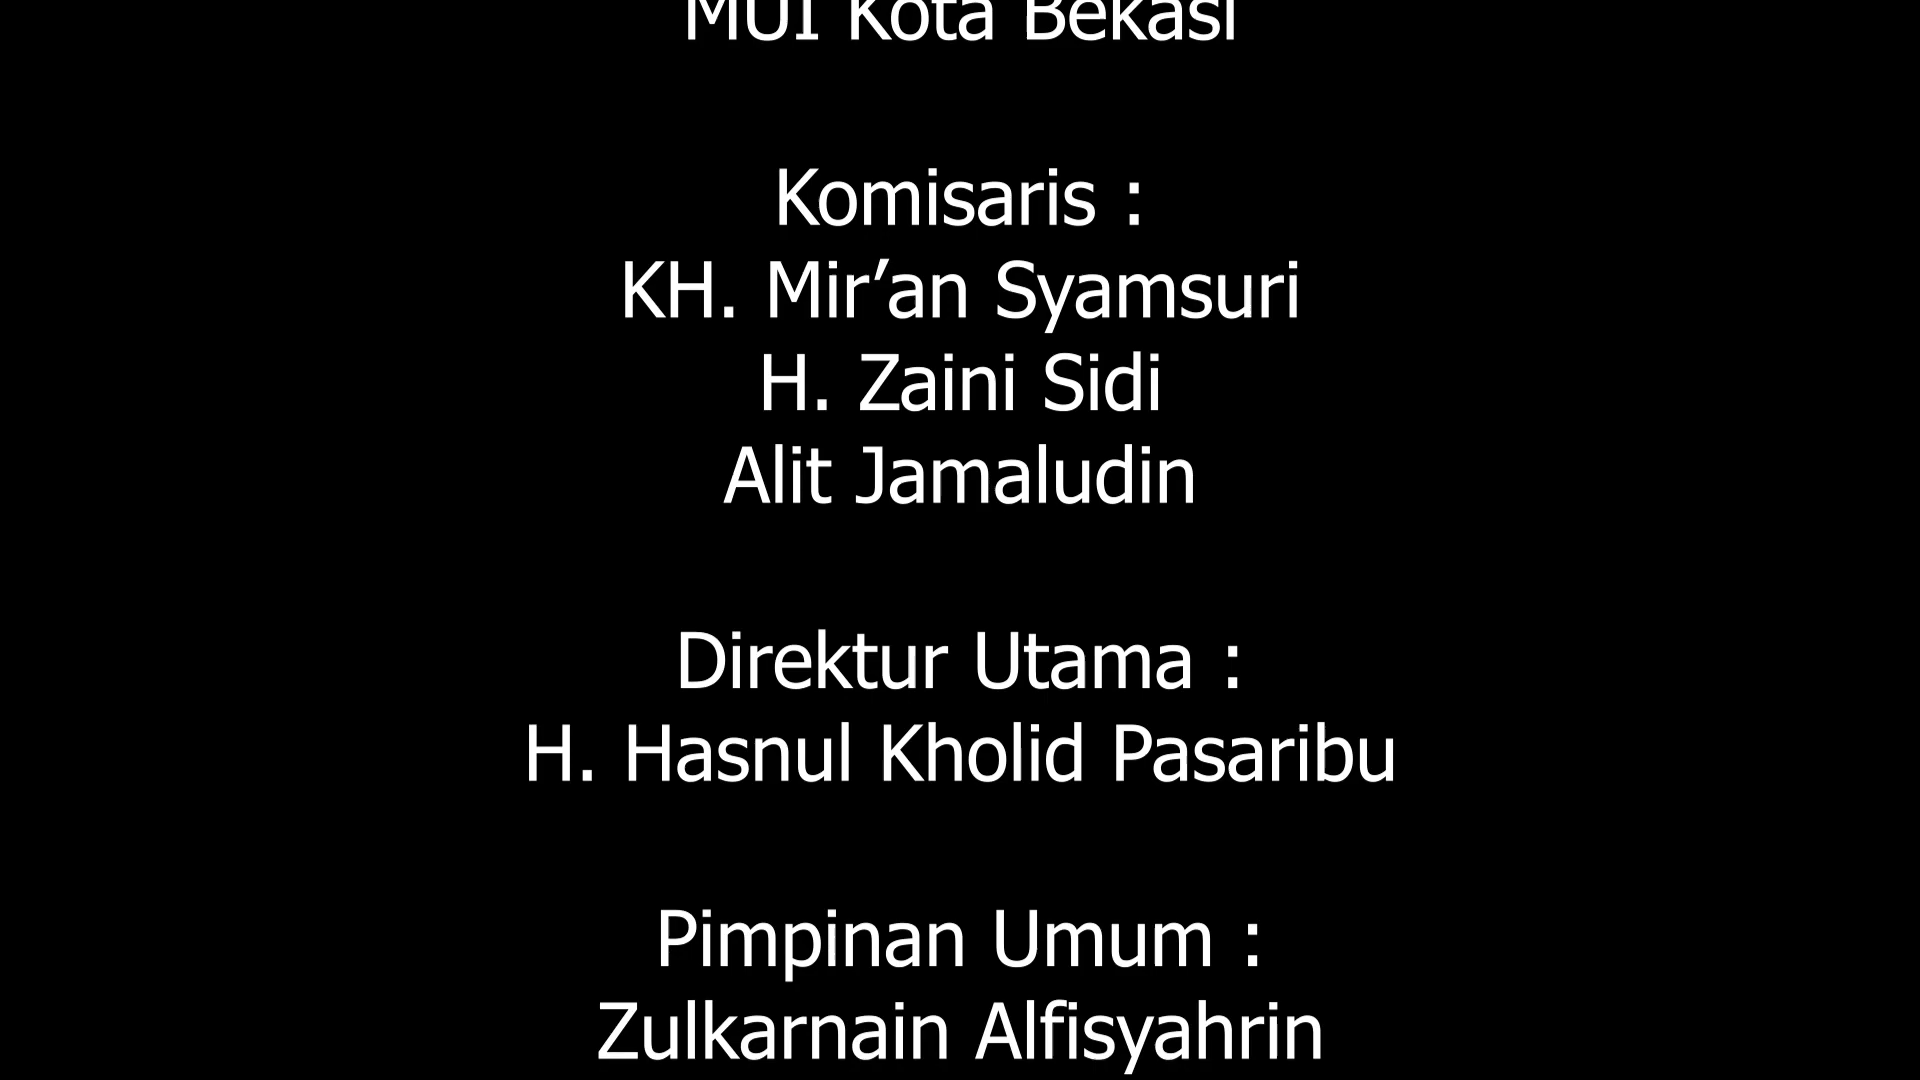 MUI Kota Bekasi
Komisaris :
KH. Mir’an Syamsuri
H. Zaini Sidi
Alit Jamaludin
Direktur Utama :
H. Hasnul Kholid Pasaribu
Pimpinan Umum :
Zulkarnain Alfisyahrin